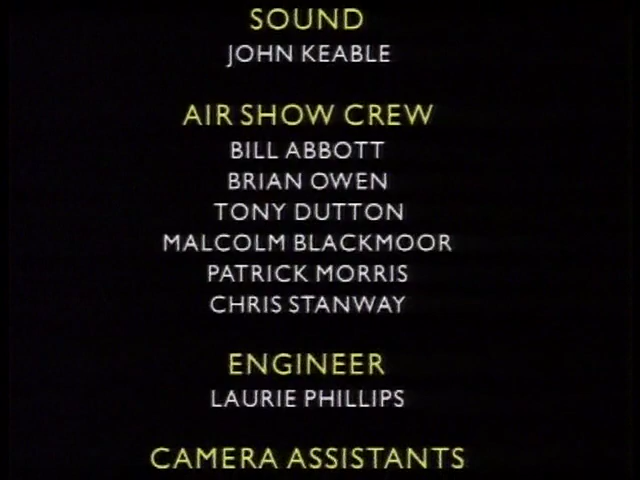 SOUND
JOHN KEABLE
AIR SHOW CREW
BILL ABBOTT
BRIAN OWEN
TONY DUTTON
MALCOLM BLACKMOOR
PATRICK MORRIS
CHRIS STANWAY
ENGINEER
LAURIE PHILLIPS
CAMERA ASSISTANTS